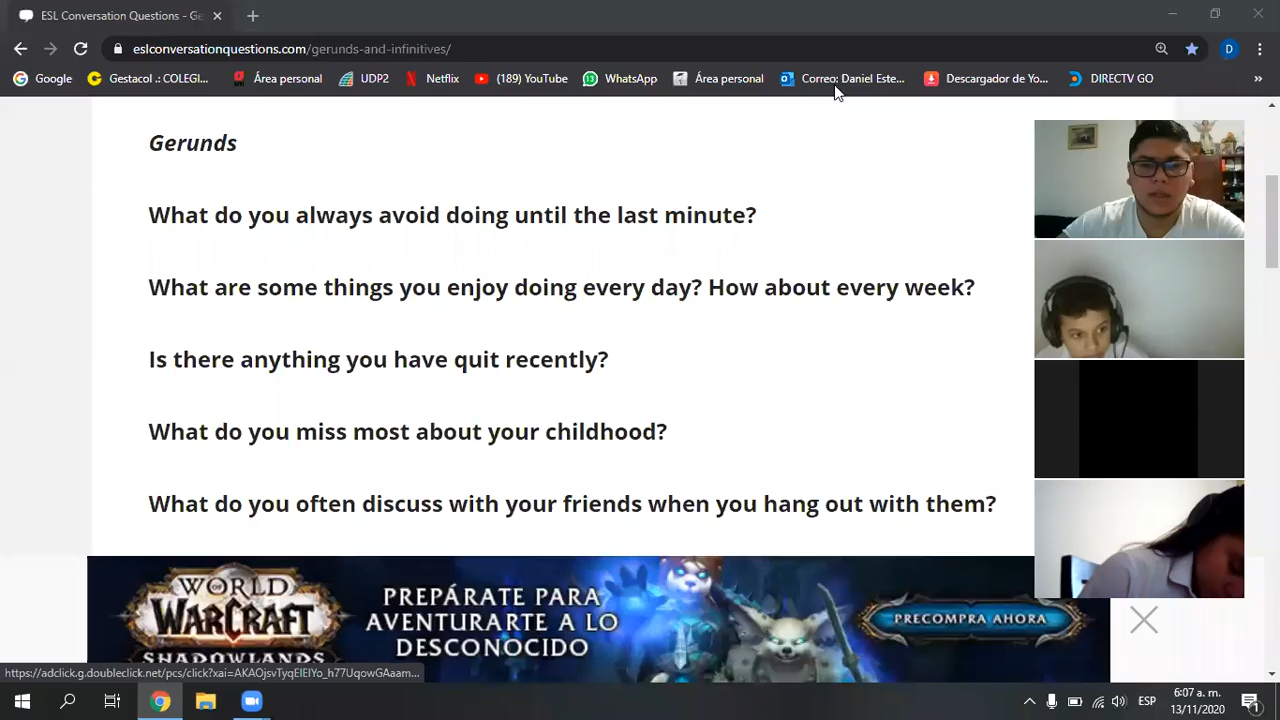 ESL Conversation Questions - Ge
eslconversationquestions.com/gerunds-and-infinitives/
D
Google
Gestacol .: COLEGI...
Área personal
UDP2
Netflix
(189) YouTube
13
WhatsApp
Área personal
Correo: Daniel Este...
Descargador de Yo...
DIRECTV GO
»
Gerunds
What do you always avoid doing until the last minute?
What are some things you enjoy doing every day? How about every week?
Is there anything you have quit recently?
What do you miss most about your childhood?
What do you often discuss with your friends when you hang out with them?
WORLD
OF
WARCRAFT
SHADOWLANDS
PREPÁRATE PARA
AVENTURARTE A LO
DESCONOCIDO
PRECOMPRA AHORA
https://adclick.g.doubleclick.net/pcs/click?xai=AKAOjsvTyqEIEIYo_h77UqowGAaam...
ESP
6:07 a. m.
13/11/2020
1